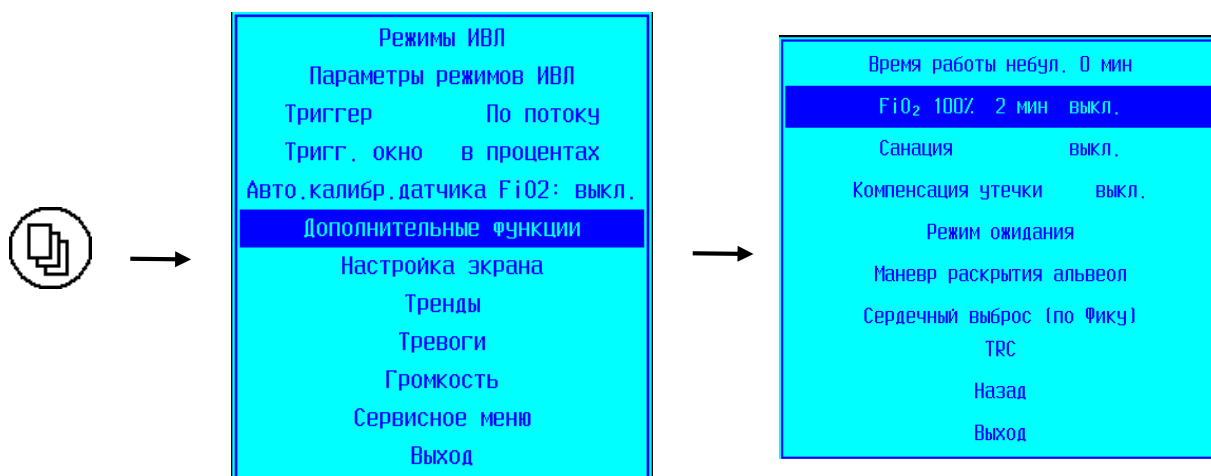 Режимы ИВЛ
Параметры режимов ИВЛ
Триггер По потоку
Тригг. окно в процентах
Авто.калибр.датчика FiO2: выкл.
Дополнительные функции
Настройка экрана
Тренды
Тревоги
Громкость
Сервисное меню
Выход
Время работы небул. 0 мин
FiO₂ 100% 2 мин выкл.
Санация выкл.
Компенсация утечки выкл.
Режим ожидания
Маневр раскрытия альвеол
Сердечный выброс (по Фику)
TRC
Назад
Выход